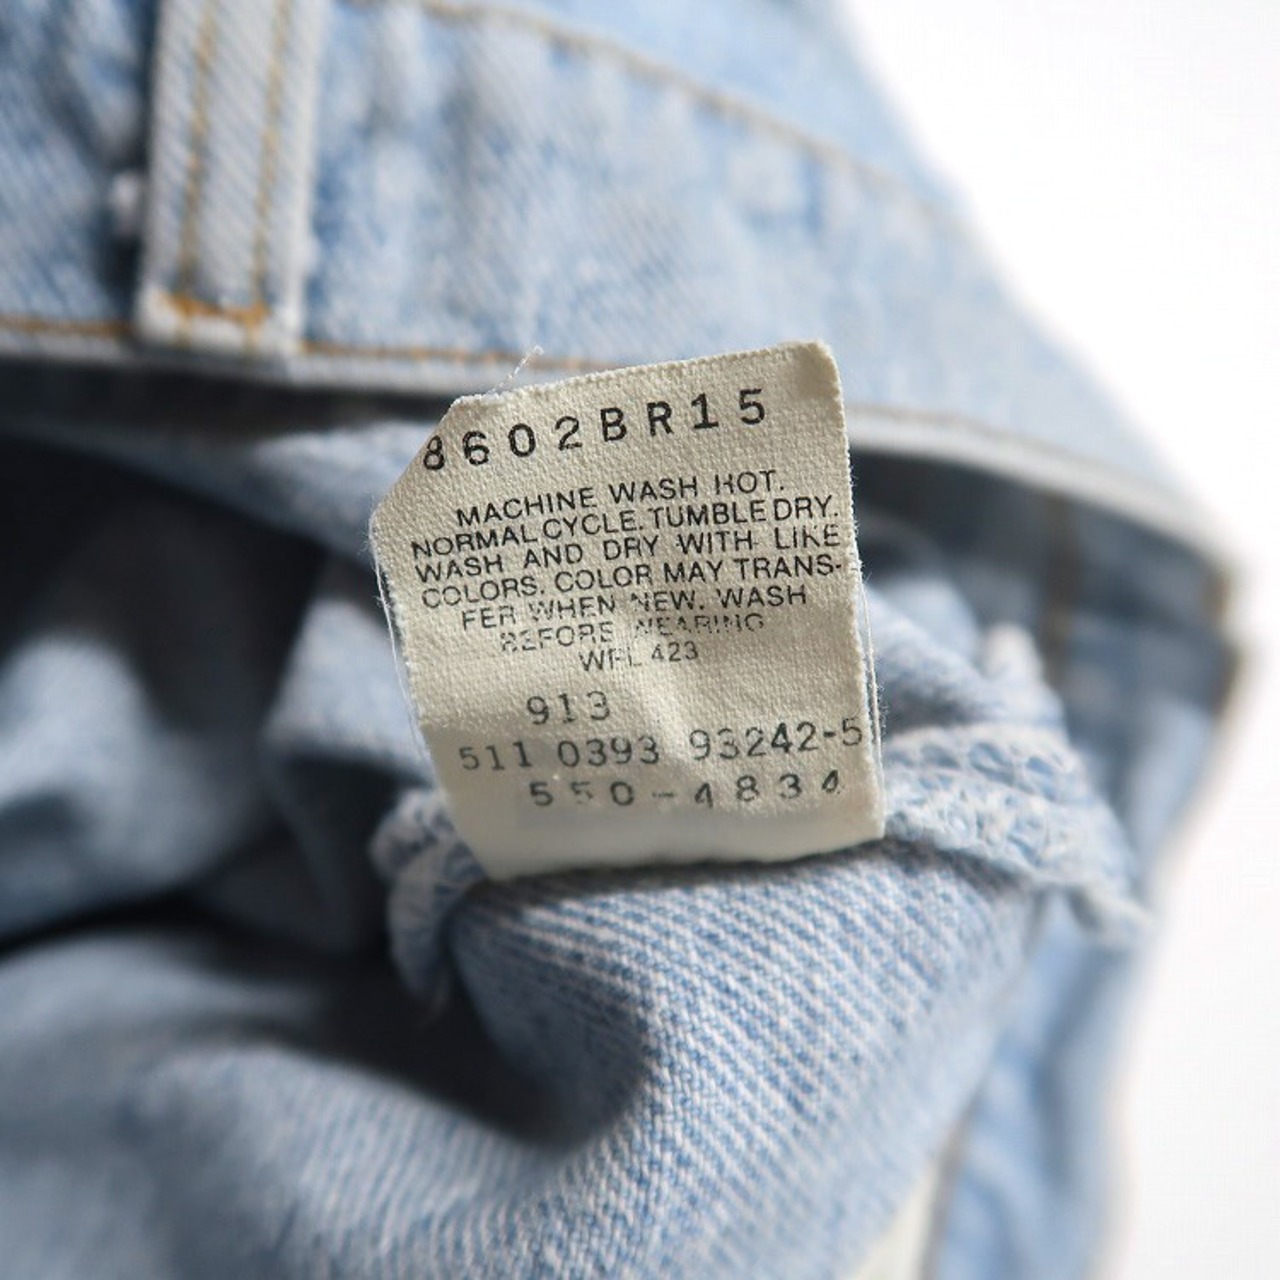 8602BR15
MACHINE WASH HOT.
NORMAL CYCLE. TUMBLE DRY.
WASH AND DRY WITH LIKE
COLORS. COLOR MAY TRANS-
FER WHEN NEW. WASH
BEFORE WEARING
WPL 423
913
511 0393 93242-5
550-4834